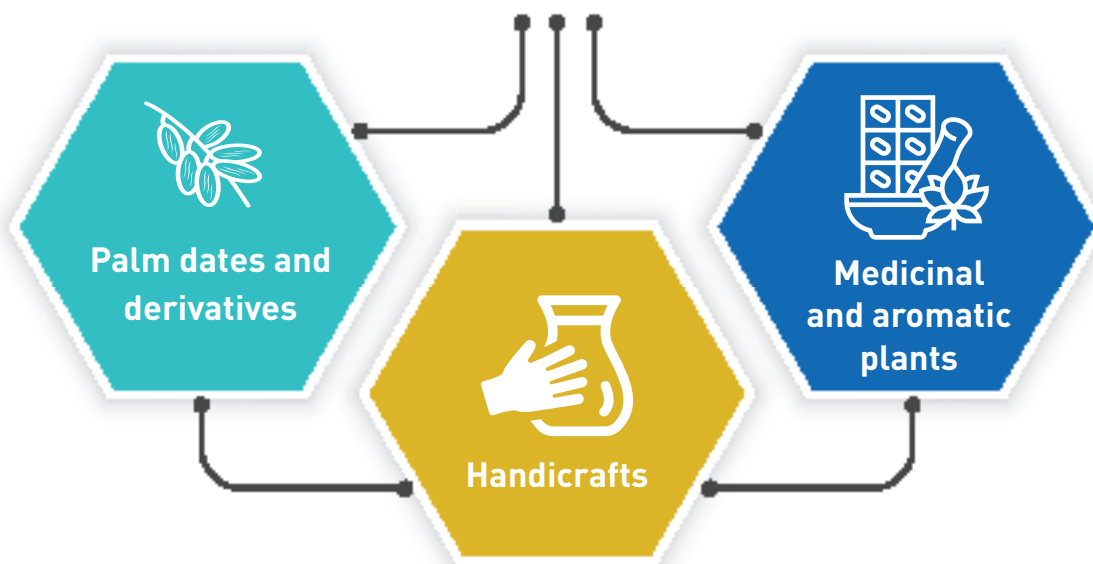 Palm dates and
derivatives
Handicrafts
Medicinal
and aromatic
plants